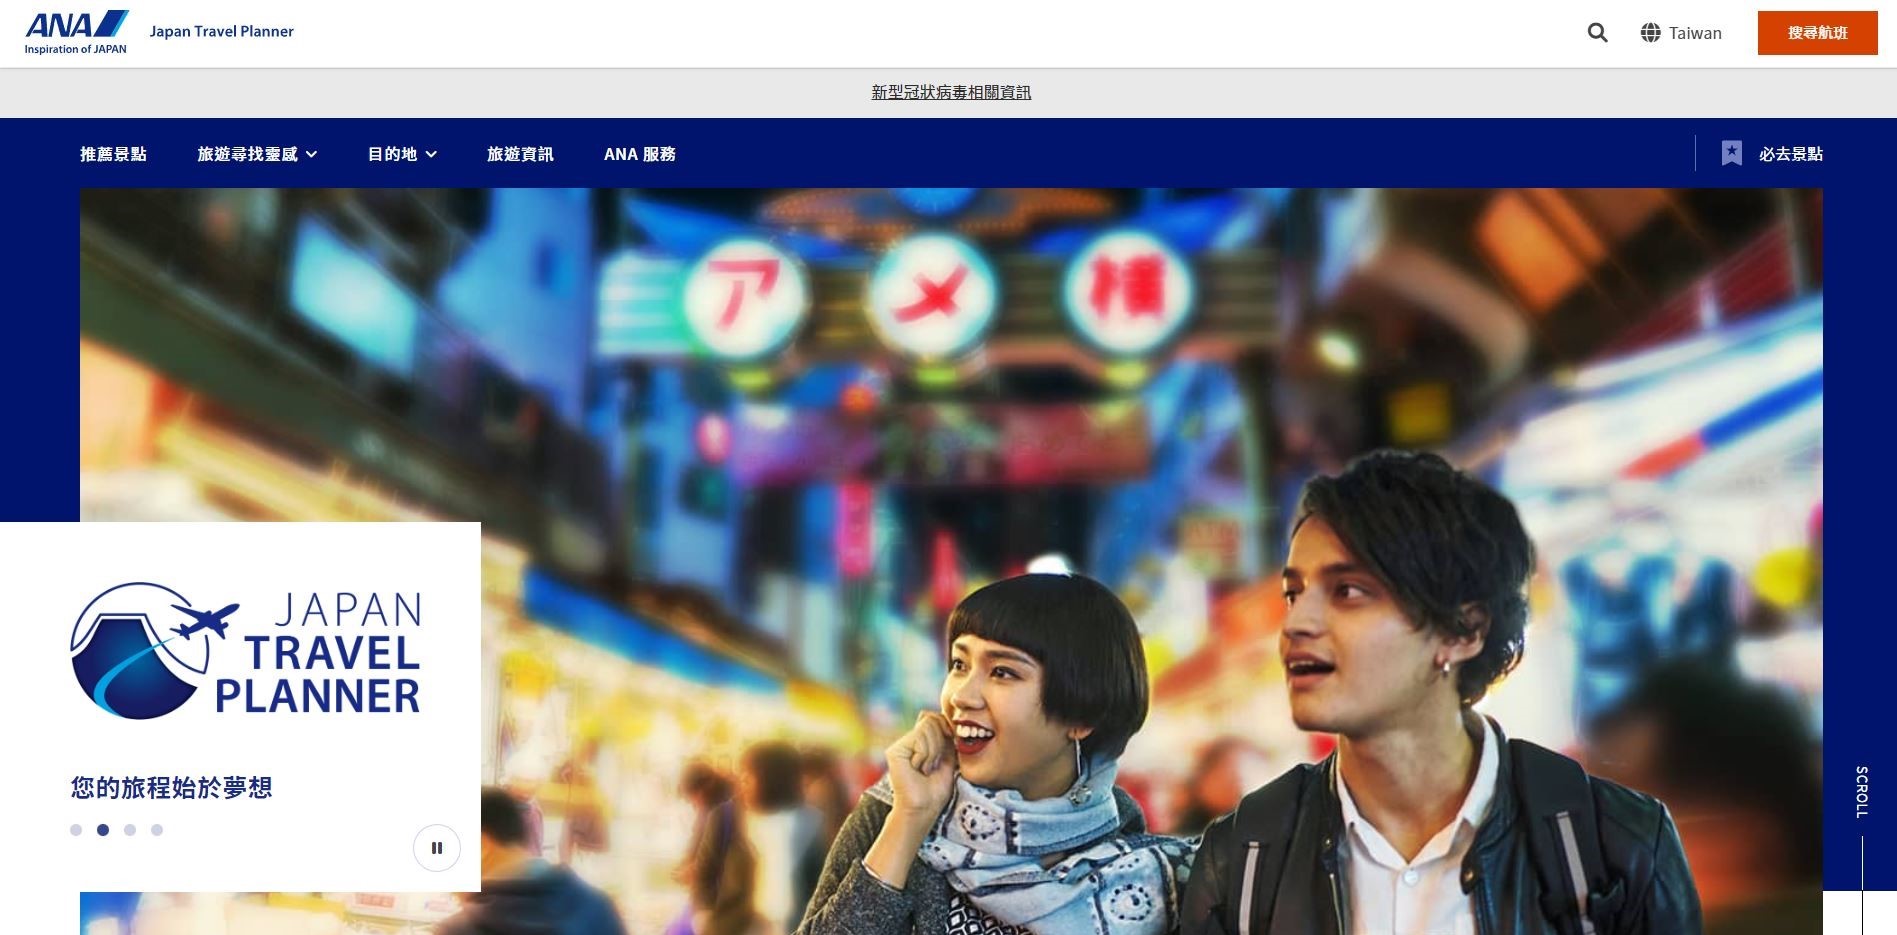 ANA
Inspiration of JAPAN
Japan Travel Planner
Taiwan
搜尋航班
新型冠狀病毒相關資訊
推薦景點
旅遊尋找靈感
目的地
旅遊資訊
ANA 服務
必去景點
アメ横
JAPAN
TRAVEL
PLANNER
您的旅程始於夢想
SCROLL